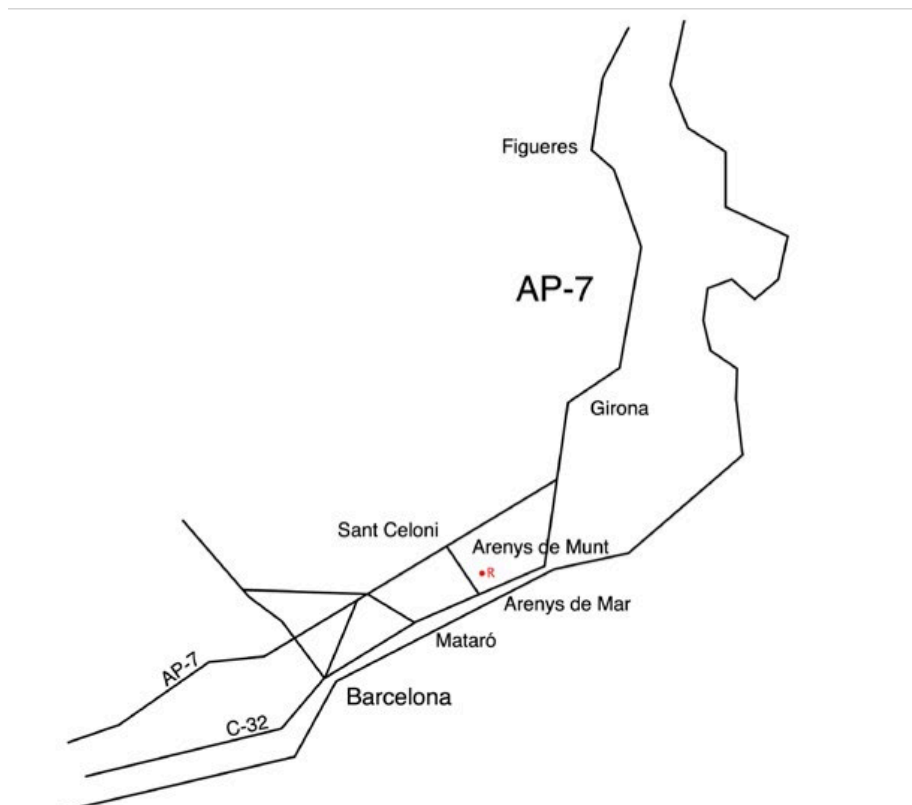 Figueres
AP-7
Girona
Sant Celoni
Arenys de Munt
R
Arenys de Mar
Mataró
AP-7
Barcelona
C-32